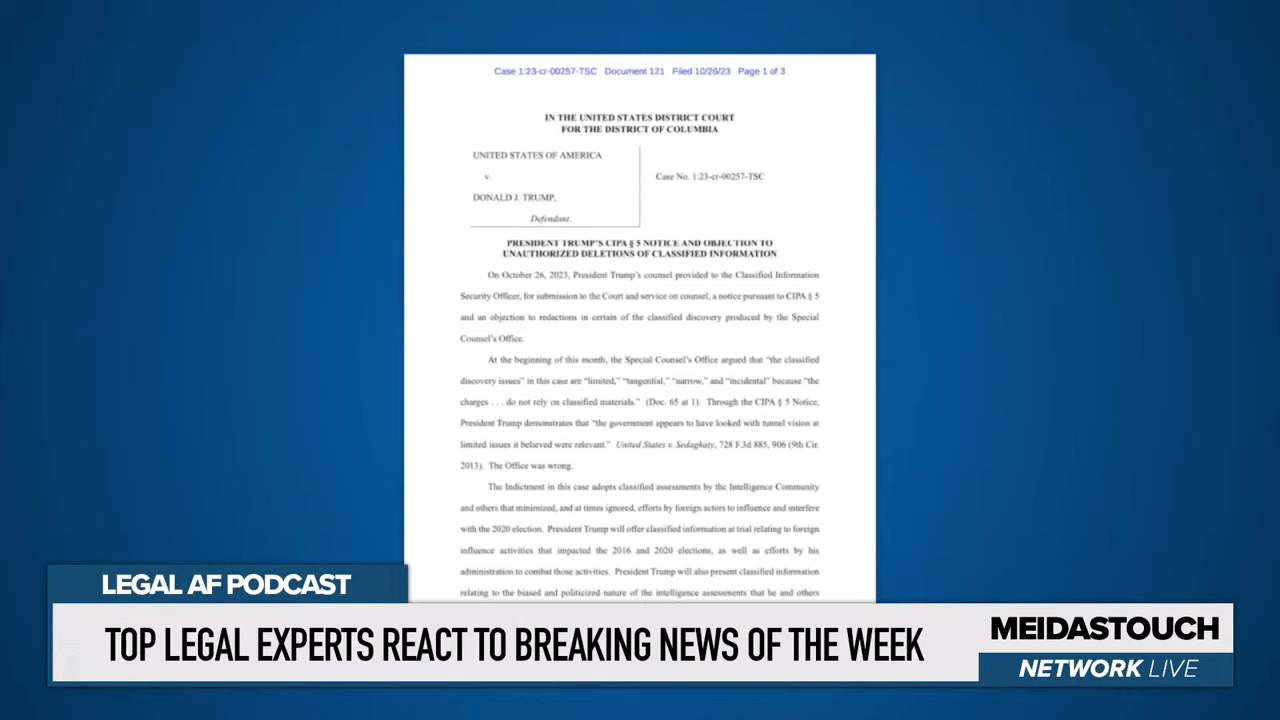 Case 1:23-cr-00257-TSC Document 121 Filed 10/26/23 Page 1 of 3
IN THE UNITED STATES DISTRICT COURT
FOR THE DISTRICT OF COLUMBIA
UNITED STATES OF AMERICA
v.
DONALD J. TRUMP,
Defendant.
Case No. 1:23-cr-00257-TSC
PRESIDENT TRUMP'S CIPA § 5 NOTICE AND OBJECTION TO
UNAUTHORIZED DELETIONS OF CLASSIFIED INFORMATION
On October 26, 2023, President Trump's counsel provided to the Classified Information
Security Officer, for submission to the Court and service on counsel, a notice pursuant to CIPA § 5
and an objection to redactions in certain of the classified discovery produced by the Special
Counsel's Office.
At the beginning of this month, the Special Counsel's Office argued that “the classified
discovery issues” in this case are “limited,” “tangential,” “narrow,” and “incidental” because “the
charges . . . do not rely on classified materials.” (Doc. 65 at 1). Through the CIPA § 5 Notice,
President Trump demonstrates that “the government appears to have looked with tunnel vision at
limited issues it believed were relevant.” United States v. Sedaghaty, 728 F.3d 885, 906 (9th Cir.
2013). The Office was wrong.
The Indictment in this case adopts classified assessments by the Intelligence Community
and others that minimized, and at times ignored, efforts by foreign actors to influence and interfere
with the 2020 election. President Trump will offer classified information at trial relating to foreign
influence activities that impacted the 2016 and 2020 elections, as well as efforts by his
administration to combat those activities. President Trump will also present classified information
relating to the biased and politicized nature of the intelligence assessments that he and others
LEGAL AF PODCAST
TOP LEGAL EXPERTS REACT TO BREAKING NEWS OF THE WEEK
MEIDASTOUCH
NETWORK LIVE